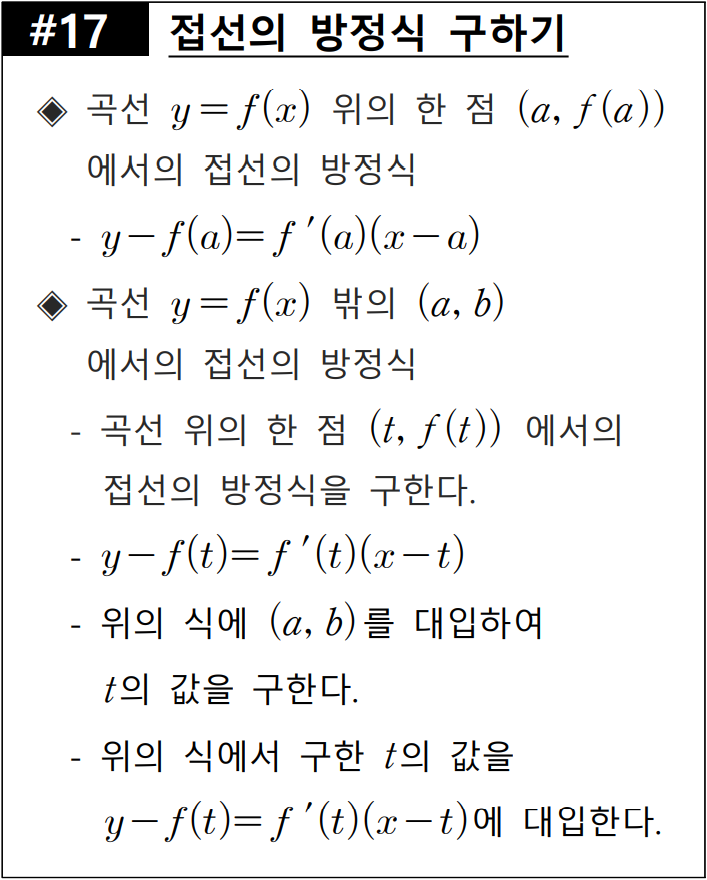 #17 접선의 방정식 구하기
◈ 곡선 y=f(x) 위의 한 점 (a, f(a))
에서의 접선의 방정식
- y-f(a)=f′(a)(x-a)
◈ 곡선 y=f(x) 밖의 (a, b)
에서의 접선의 방정식
- 곡선 위의 한 점 (t, f(t)) 에서의
접선의 방정식을 구한다.
- y-f(t)=f′(t)(x-t)
- 위의 식에 (a, b)를 대입하여
t의 값을 구한다.
- 위의 식에서 구한 t의 값을
y-f(t)=f′(t)(x-t)에 대입한다.